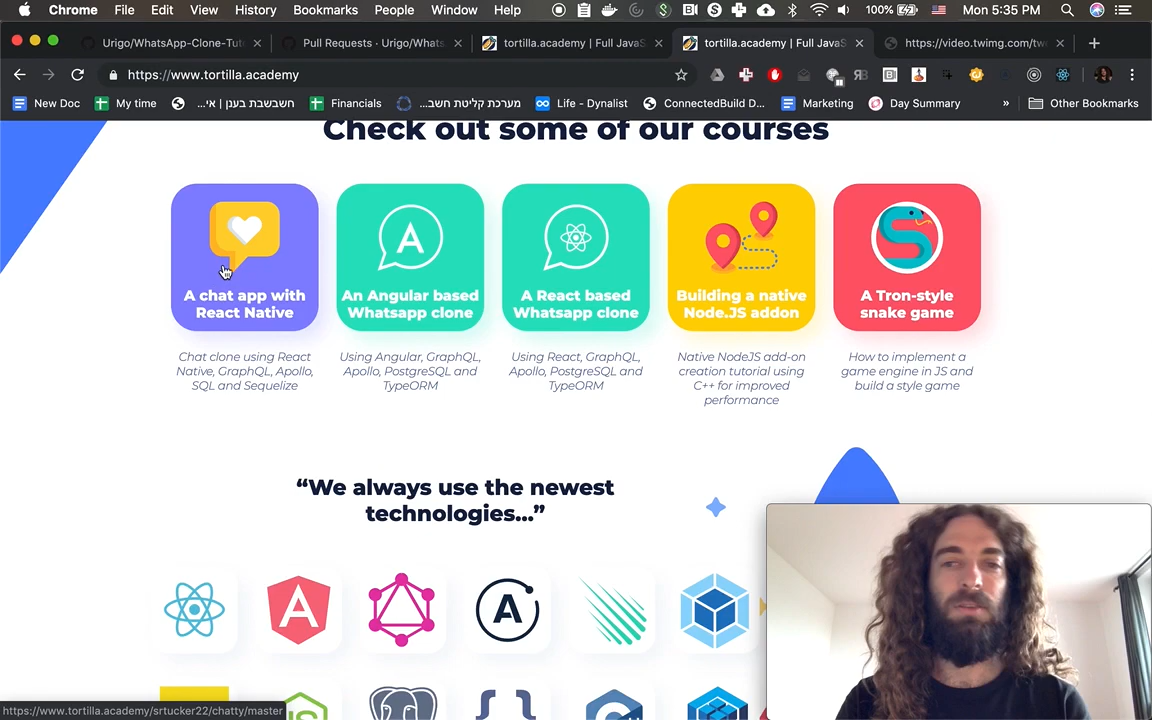 Chrome File Edit View History Bookmarks People Window Help 100% Mon 5:35 PM
Urigo/WhatsApp-Clone-Tut
Pull Requests · Urigo/Whats
tortilla.academy | Full JavaS
tortilla.academy | Full JavaS
https://video.twimg.com/tw
https://www.tortilla.academy
New Doc
My time
חשבשבת בענן | אי...
Financials
מערכת קליטת חשב...
Life - Dynalist
ConnectedBuild D...
Marketing
Day Summary
»
Other Bookmarks
Check out some of our courses
A chat app with
React Native
An Angular based
Whatsapp clone
A React based
Whatsapp clone
Building a native
Node.JS addon
A Tron-style
snake game
Chat clone using React
Native, GraphQL, Apollo,
SQL and Sequelize
Using Angular, GraphQL,
Apollo, PostgreSQL and
TypeORM
Using React, GraphQL,
Apollo, PostgreSQL and
TypeORM
Native NodeJS add-on
creation tutorial using
C++ for improved
performance
How to implement a
game engine in JS and
build a style game
“We always use the newest
technologies...”
https://www.tortilla.academy/srtucker22/chatty/master